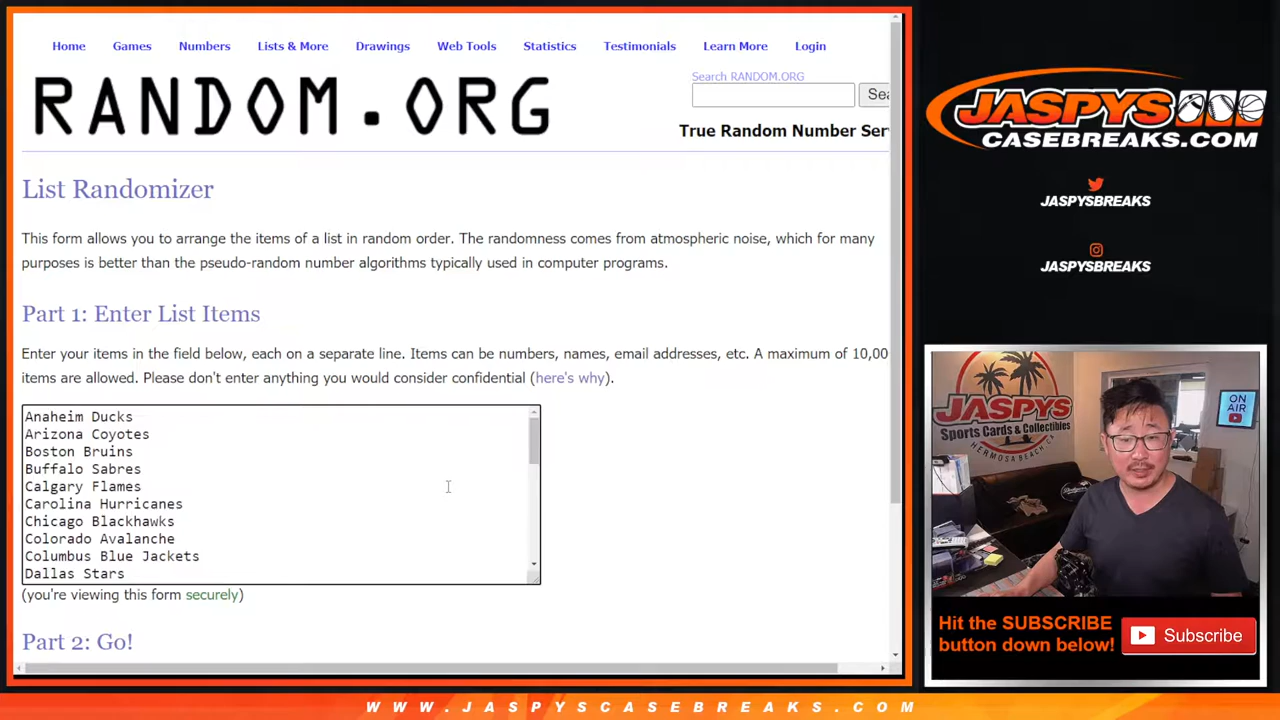 Home Games Numbers Lists & More Drawings Web Tools Statistics Testimonials Learn More Login
RANDOM.ORG
Search RANDOM.ORG
Sea
True Random Number Ser
List Randomizer
This form allows you to arrange the items of a list in random order. The randomness comes from atmospheric noise, which for many
purposes is better than the pseudo-random number algorithms typically used in computer programs.
Part 1: Enter List Items
Enter your items in the field below, each on a separate line. Items can be numbers, names, email addresses, etc. A maximum of 10,00
items are allowed. Please don't enter anything you would consider confidential (here's why).
Anaheim Ducks
Arizona Coyotes
Boston Bruins
Buffalo Sabres
Calgary Flames
Carolina Hurricanes
Chicago Blackhawks
Colorado Avalanche
Columbus Blue Jackets
Dallas Stars
(you're viewing this form securely)
Part 2: Go!
JASPYS
CASEBREAKS.COM
JASPYSBREAKS
JASPYSBREAKS
JASPYS
Sports Cards & Collectibles
HERMOSA BEACH, CA
ON
AIR
Hit the SUBSCRIBE
button down below!
Subscribe
WWW.JASPYSCASEBREAKS.COM